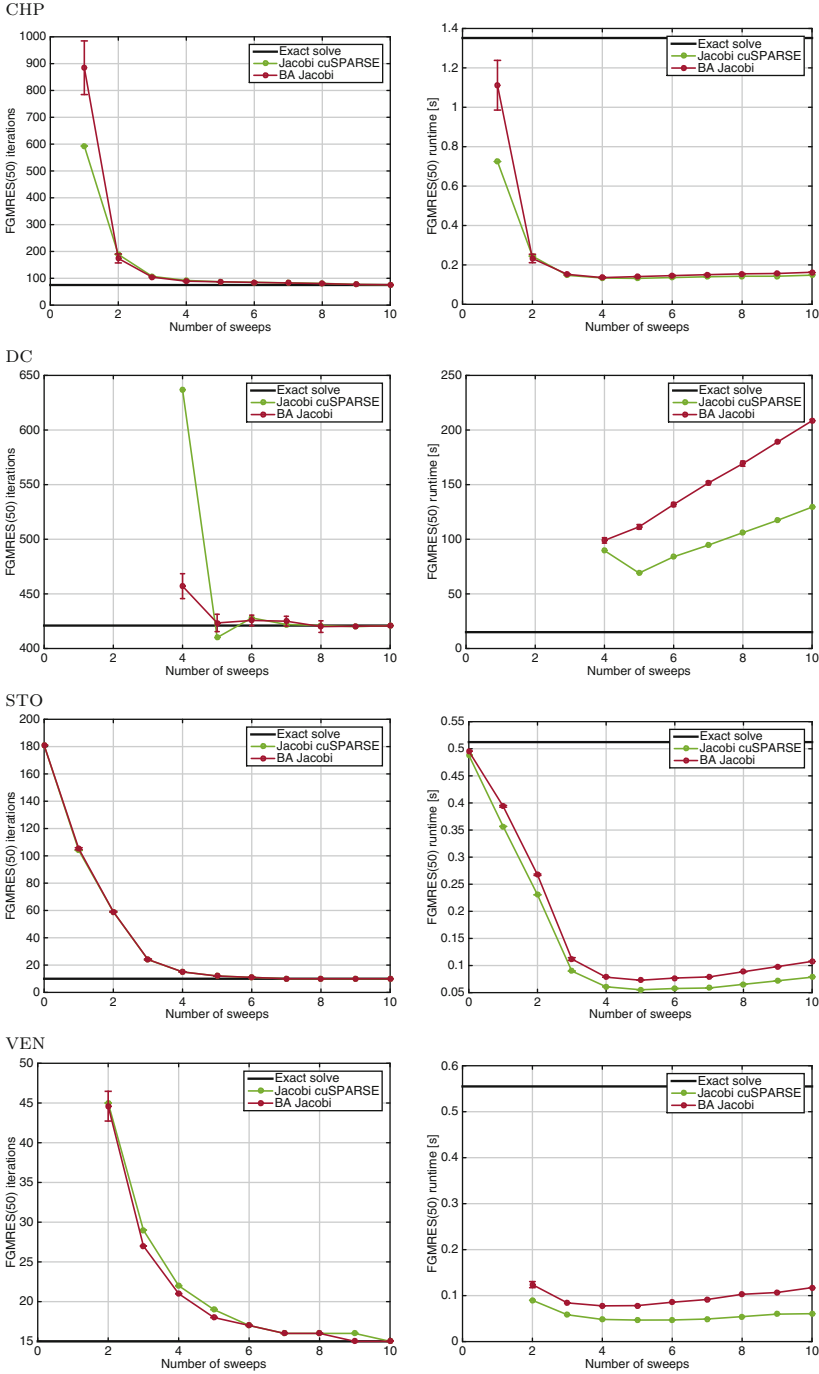 CHP
1000
900
800
700
600
500
400
300
200
100
0
0 2 4 6 8 10
FGMRES(50) iterations
Number of sweeps
Exact solve
Jacobi cuSPARSE
BA Jacobi
1.4
1.2
1
0.8
0.6
0.4
0.2
0
0 2 4 6 8 10
FGMRES(50) runtime [s]
Number of sweeps
Exact solve
Jacobi cuSPARSE
BA Jacobi
DC
650
600
550
500
450
400
0 2 4 6 8 10
FGMRES(50) iterations
Number of sweeps
Exact solve
Jacobi cuSPARSE
BA Jacobi
250
200
150
100
50
0
0 2 4 6 8 10
FGMRES(50) runtime [s]
Number of sweeps
Exact solve
Jacobi cuSPARSE
BA Jacobi
STO
200
180
160
140
120
100
80
60
40
20
0
0 2 4 6 8 10
FGMRES(50) iterations
Number of sweeps
Exact solve
Jacobi cuSPARSE
BA Jacobi
0.55
0.5
0.45
0.4
0.35
0.3
0.25
0.2
0.15
0.1
0.05
0 2 4 6 8 10
FGMRES(50) runtime [s]
Number of sweeps
Exact solve
Jacobi cuSPARSE
BA Jacobi
VEN
50
45
40
35
30
25
20
15
0 2 4 6 8 10
FGMRES(50) iterations
Number of sweeps
Exact solve
Jacobi cuSPARSE
BA Jacobi
0.6
0.5
0.4
0.3
0.2
0.1
0
0 2 4 6 8 10
FGMRES(50) runtime [s]
Number of sweeps
Exact solve
Jacobi cuSPARSE
BA Jacobi